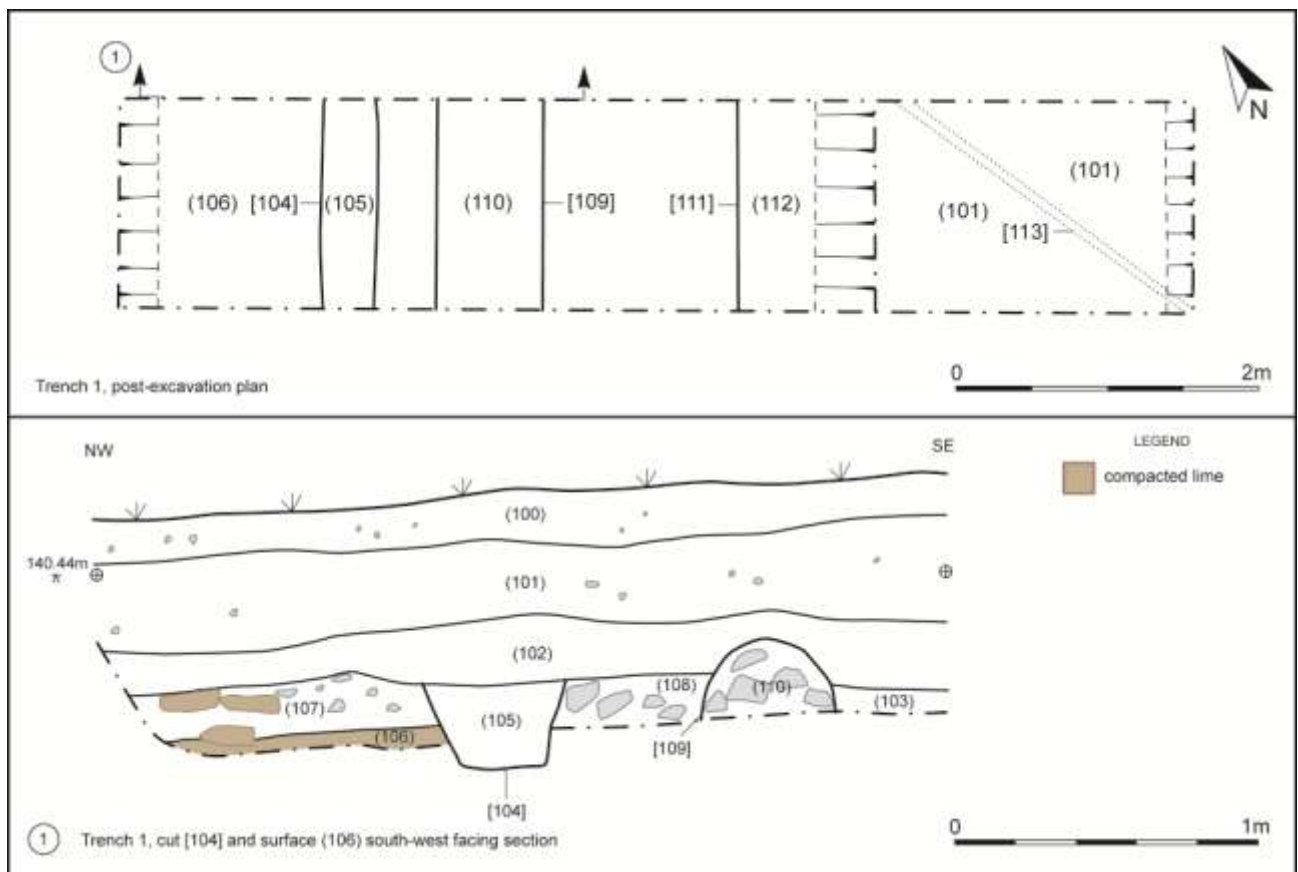 1
N
(106) [104] (105) (110) [109] [111] (112) (101) (101)
[113]
0 2m
Trench 1, post-excavation plan
NW SE
LEGEND
compacted lime
(100)
140.44m
(101)
(102)
(107) (105) (108) (110) (103)
(106)
[109]
[104]
0 1m
1 Trench 1, cut [104] and surface (106) south-west facing section